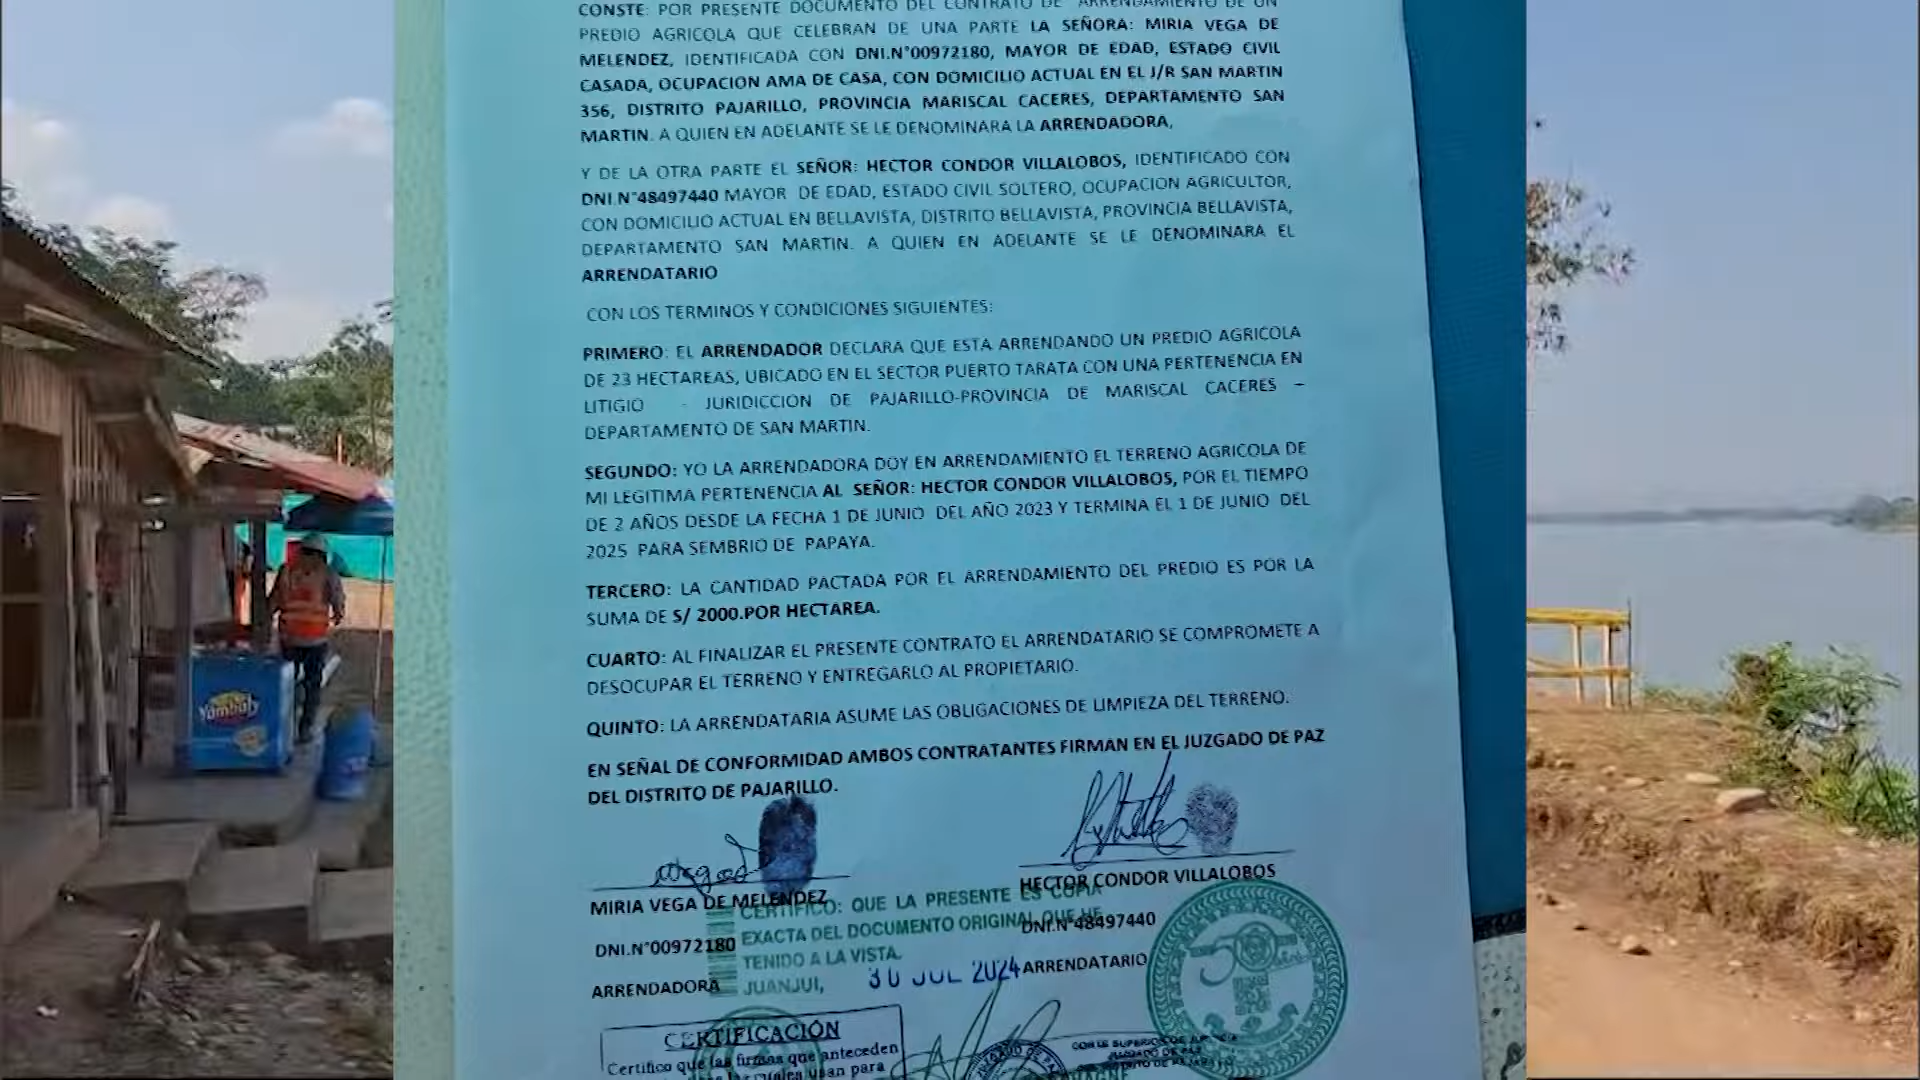 CONSTE: POR PRESENTE DOCUMENTO DEL CONTRATO DE ARRENDAMIENTO DE UN
PREDIO AGRICOLA QUE CELEBRAN DE UNA PARTE LA SEÑORA: MIRIA VEGA DE
MELENDEZ, IDENTIFICADA CON DNI.N°00972180, MAYOR DE EDAD, ESTADO CIVIL
CASADA, OCUPACION AMA DE CASA, CON DOMICILIO ACTUAL EN EL J/R SAN MARTIN
356, DISTRITO PAJARILLO, PROVINCIA MARISCAL CACERES, DEPARTAMENTO SAN
MARTIN. A QUIEN EN ADELANTE SE LE DENOMINARA LA ARRENDADORA,
Y DE LA OTRA PARTE EL SEÑOR: HECTOR CONDOR VILLALOBOS, IDENTIFICADO CON
DNI.N°48497440 MAYOR DE EDAD, ESTADO CIVIL SOLTERO, OCUPACION AGRICULTOR,
CON DOMICILIO ACTUAL EN BELLAVISTA, DISTRITO BELLAVISTA, PROVINCIA BELLAVISTA,
DEPARTAMENTO SAN MARTIN. A QUIEN EN ADELANTE SE LE DENOMINARA EL
ARRENDATARIO
CON LOS TERMINOS Y CONDICIONES SIGUIENTES:
PRIMERO: EL ARRENDADOR DECLARA QUE ESTA ARRENDANDO UN PREDIO AGRICOLA
DE 23 HECTAREAS, UBICADO EN EL SECTOR PUERTO TARATA CON UNA PERTENENCIA EN
LITIGIO - JURIDICCION DE PAJARILLO-PROVINCIA DE MARISCAL CACERES –
DEPARTAMENTO DE SAN MARTIN.
SEGUNDO: YO LA ARRENDADORA DOY EN ARRENDAMIENTO EL TERRENO AGRICOLA DE
MI LEGITIMA PERTENENCIA AL SEÑOR: HECTOR CONDOR VILLALOBOS, POR EL TIEMPO
DE 2 AÑOS DESDE LA FECHA 1 DE JUNIO DEL AÑO 2023 Y TERMINA EL 1 DE JUNIO DEL
2025 PARA SEMBRIO DE PAPAYA.
TERCERO: LA CANTIDAD PACTADA POR EL ARRENDAMIENTO DEL PREDIO ES POR LA
SUMA DE S/ 2000.POR HECTAREA.
CUARTO: AL FINALIZAR EL PRESENTE CONTRATO EL ARRENDATARIO SE COMPROMETE A
DESOCUPAR EL TERRENO Y ENTREGARLO AL PROPIETARIO.
QUINTO: LA ARRENDATARIA ASUME LAS OBLIGACIONES DE LIMPIEZA DEL TERRENO.
EN SEÑAL DE CONFORMIDAD AMBOS CONTRATANTES FIRMAN EN EL JUZGADO DE PAZ
DEL DISTRITO DE PAJARILLO.
MIRIA VEGA DE MELENDEZ
HECTOR CONDOR VILLALOBOS
DNI.N°00972180
DNI.N°48497440
ARRENDADORA
ARRENDATARIO
CERTIFICO: QUE LA PRESENTE ES COPIA
EXACTA DEL DOCUMENTO ORIGINAL QUE HE
TENIDO A LA VISTA.
JUANJUI, 30 JUL 2024
CERTIFICACIÓN
Certifico que las firmas que anteceden
usan para
JUZGADO DE PAZ
Yamboly